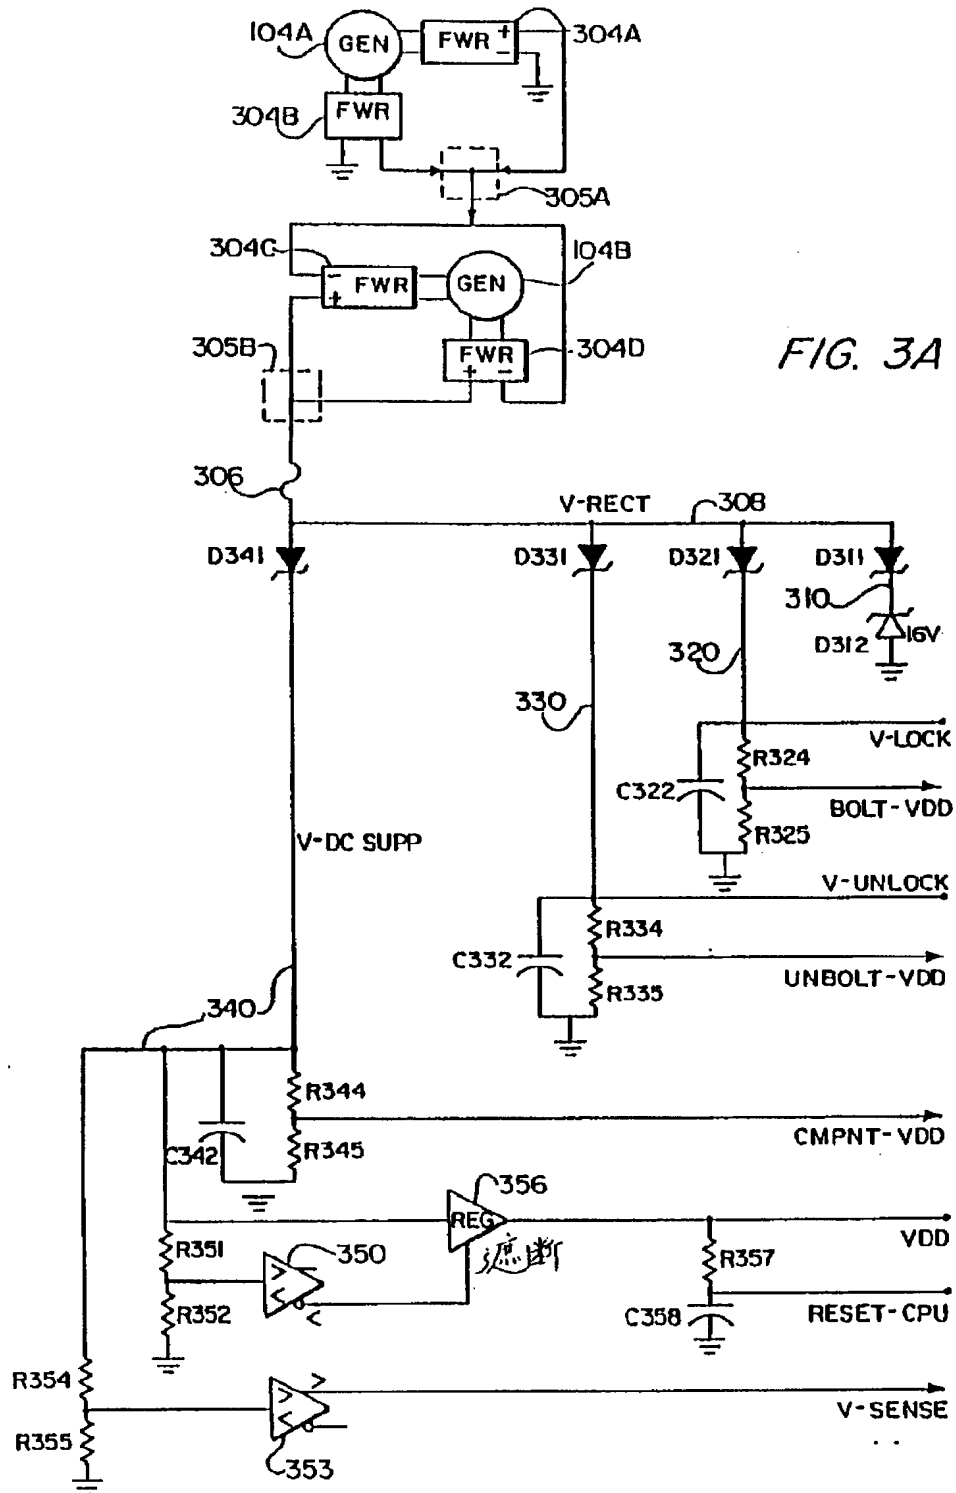 104A
GEN
FWR
+
-
304A
304B
FWR
305A
304C
-
+
FWR
GEN
104B
305B
FWR
+ -
304D
FIG. 3A
306
V-RECT
308
D341
D331
D321
D311
310
D312
16V
320
330
V-LOCK
R324
C322
BOLT-VDD
R325
V-DC SUPP
V-UNLOCK
R334
C332
UNBOLT-VDD
R335
340
R344
C342
R345
CMPNT-VDD
356
REG
VDD
R351
350
R357
R352
C358
RESET-CPU
R354
V-SENSE
R355
353